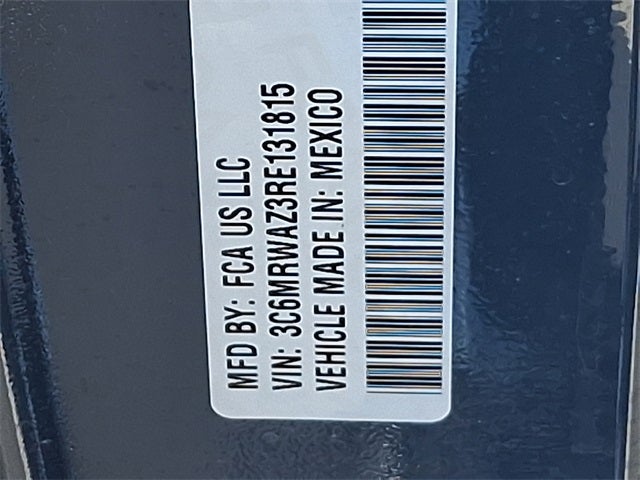 MFD BY: FCA US LLC
VIN: 3C6MRWAZ3RE131815
VEHICLE MADE IN: MEXICO